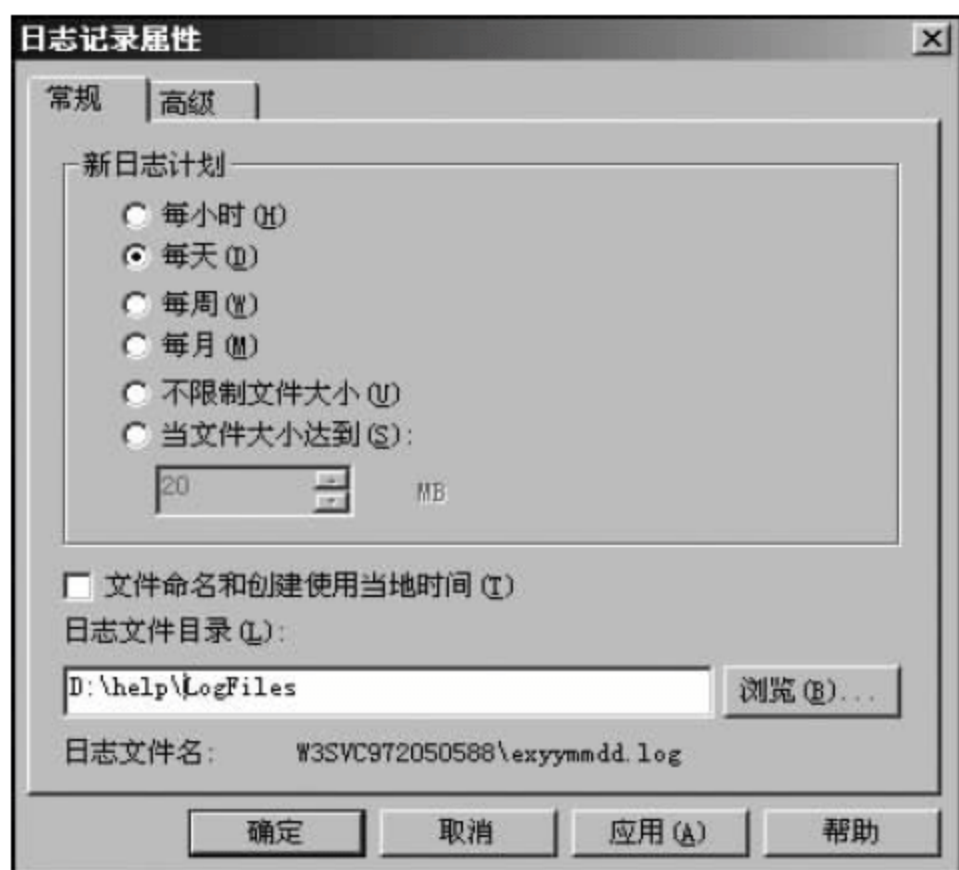 日志记录属性
常规 高级
新日志计划
每小时(H)
每天(D)
每周(W)
每月(M)
不限制文件大小(U)
当文件大小达到(S):
20 MB
文件命名和创建使用当地时间(T)
日志文件目录(L):
D:\help\LogFiles 浏览(B)...
日志文件名: W3SVC972050588\exyymmdd.log
确定 取消 应用(A) 帮助